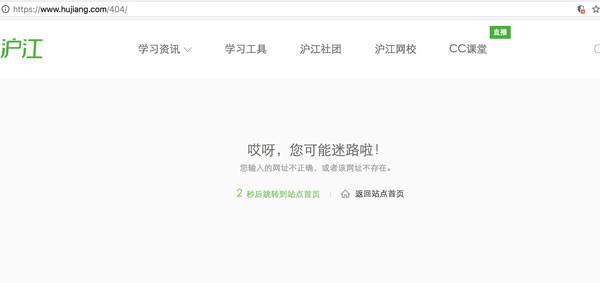 https://www.hujiang.com/404/
直播
沪江 学习资讯 学习工具 沪江社团 沪江网校 CC课堂
哎呀，您可能迷路啦！
您输入的网址不正确，或者该网址不存在。
2 秒后跳转到站点首页 | 返回站点首页